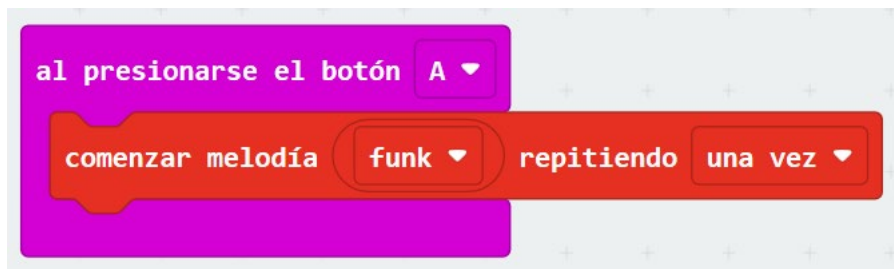 al presionarse el botón A
comenzar melodía funk repitiendo una vez